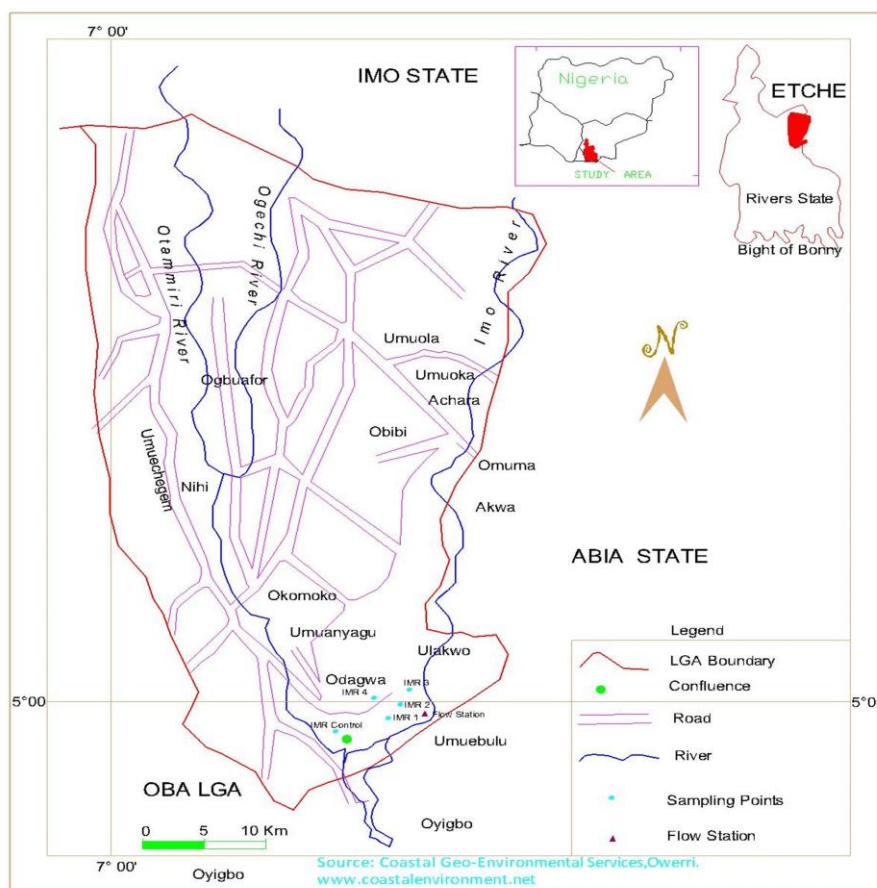 7° 00'
IMO STATE
Nigeria
STUDY AREA
ETCHE
Rivers State
Bight of Bonny
N
Otammiri River
Ogechi River
Imo River
Umuola
Ogbuafor
Umuoka
Achara
Obibi
Umuechegem
Nihi
Omuma
Akwa
ABIA STATE
Okomoko
Umuanyagu
Ulakwo
Odagwa
IMR 3
IMR 4
IMR 2
IMR 1
Flow Station
IMR Control
Umuebulu
5°00
5°0
OBA LGA
Oyigbo
0 5 10 Km
7° 00'
Oyigbo
Legend
LGA Boundary
Confluence
Road
River
Sampling Points
Flow Station
Source: Coastal Geo-Environmental Services,Owerri.
www.coastalenvironment.net